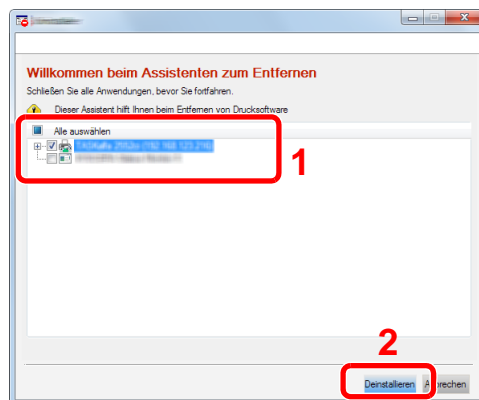 Willkommen beim Assistenten zum Entfernen
Schließen Sie alle Anwendungen, bevor Sie fortfahren.
Dieser Assistent hilft Ihnen beim Entfernen von Drucksoftware
Alle auswählen
1
2
Deinstallieren